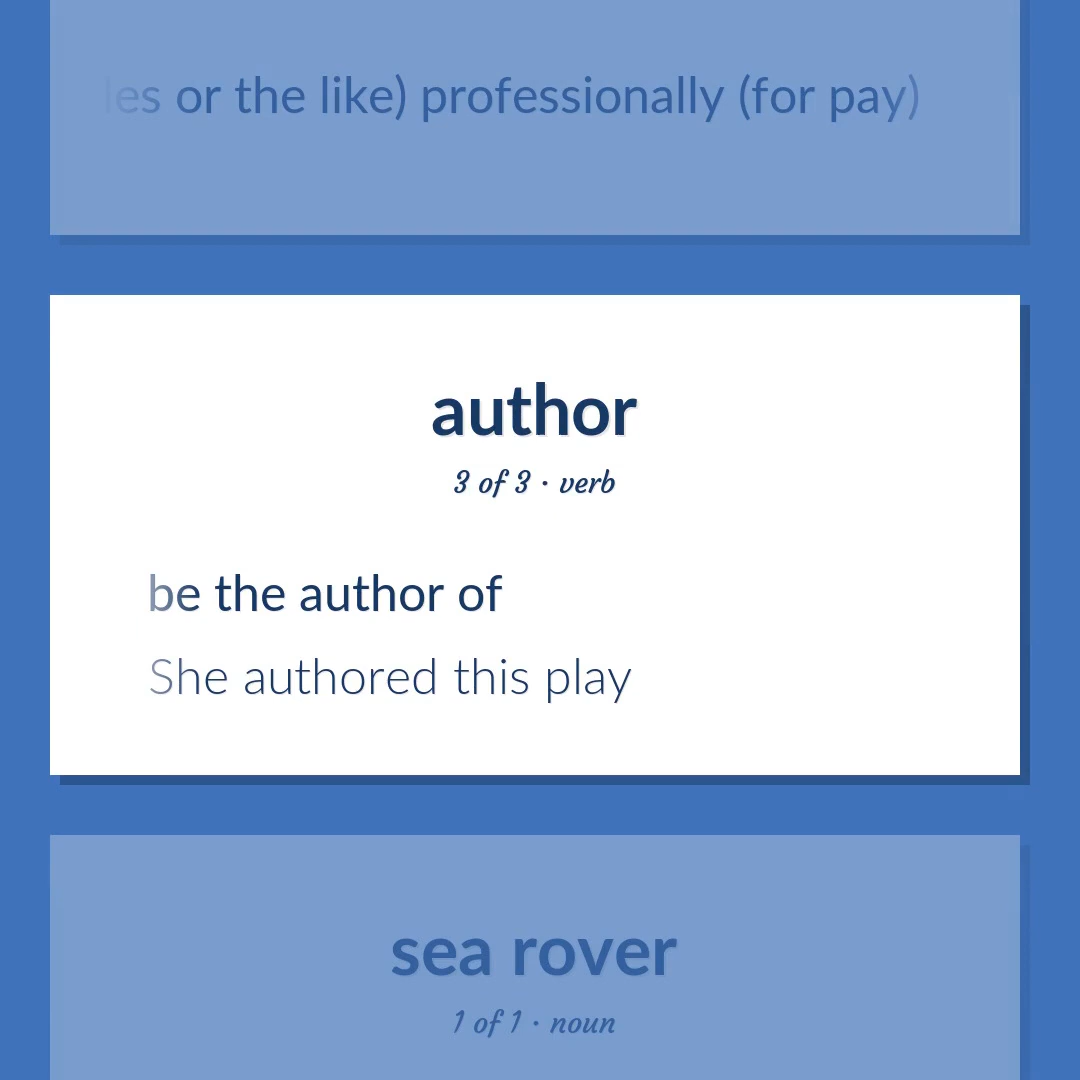 les or the like) professionally (for pay)
author
3 of 3 · verb
be the author of
She authored this play
sea rover
1 of 1 · noun